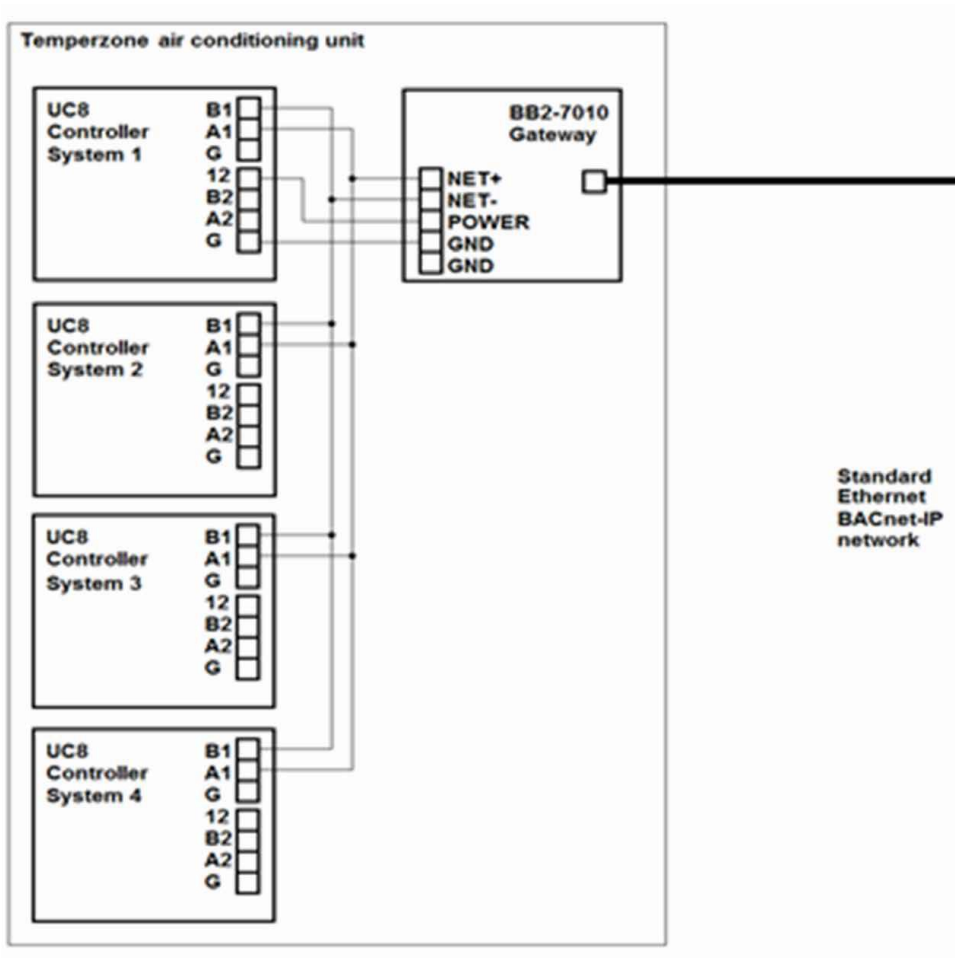 Temperzone air conditioning unit
UC8
Controller
System 1
B1
A1
G
12
B2
A2
G
BB2-7010
Gateway
NET+
NET-
POWER
GND
GND
UC8
Controller
System 2
B1
A1
G
12
B2
A2
G
Standard
Ethernet
BACnet-IP
network
UC8
Controller
System 3
B1
A1
G
12
B2
A2
G
UC8
Controller
System 4
B1
A1
G
12
B2
A2
G